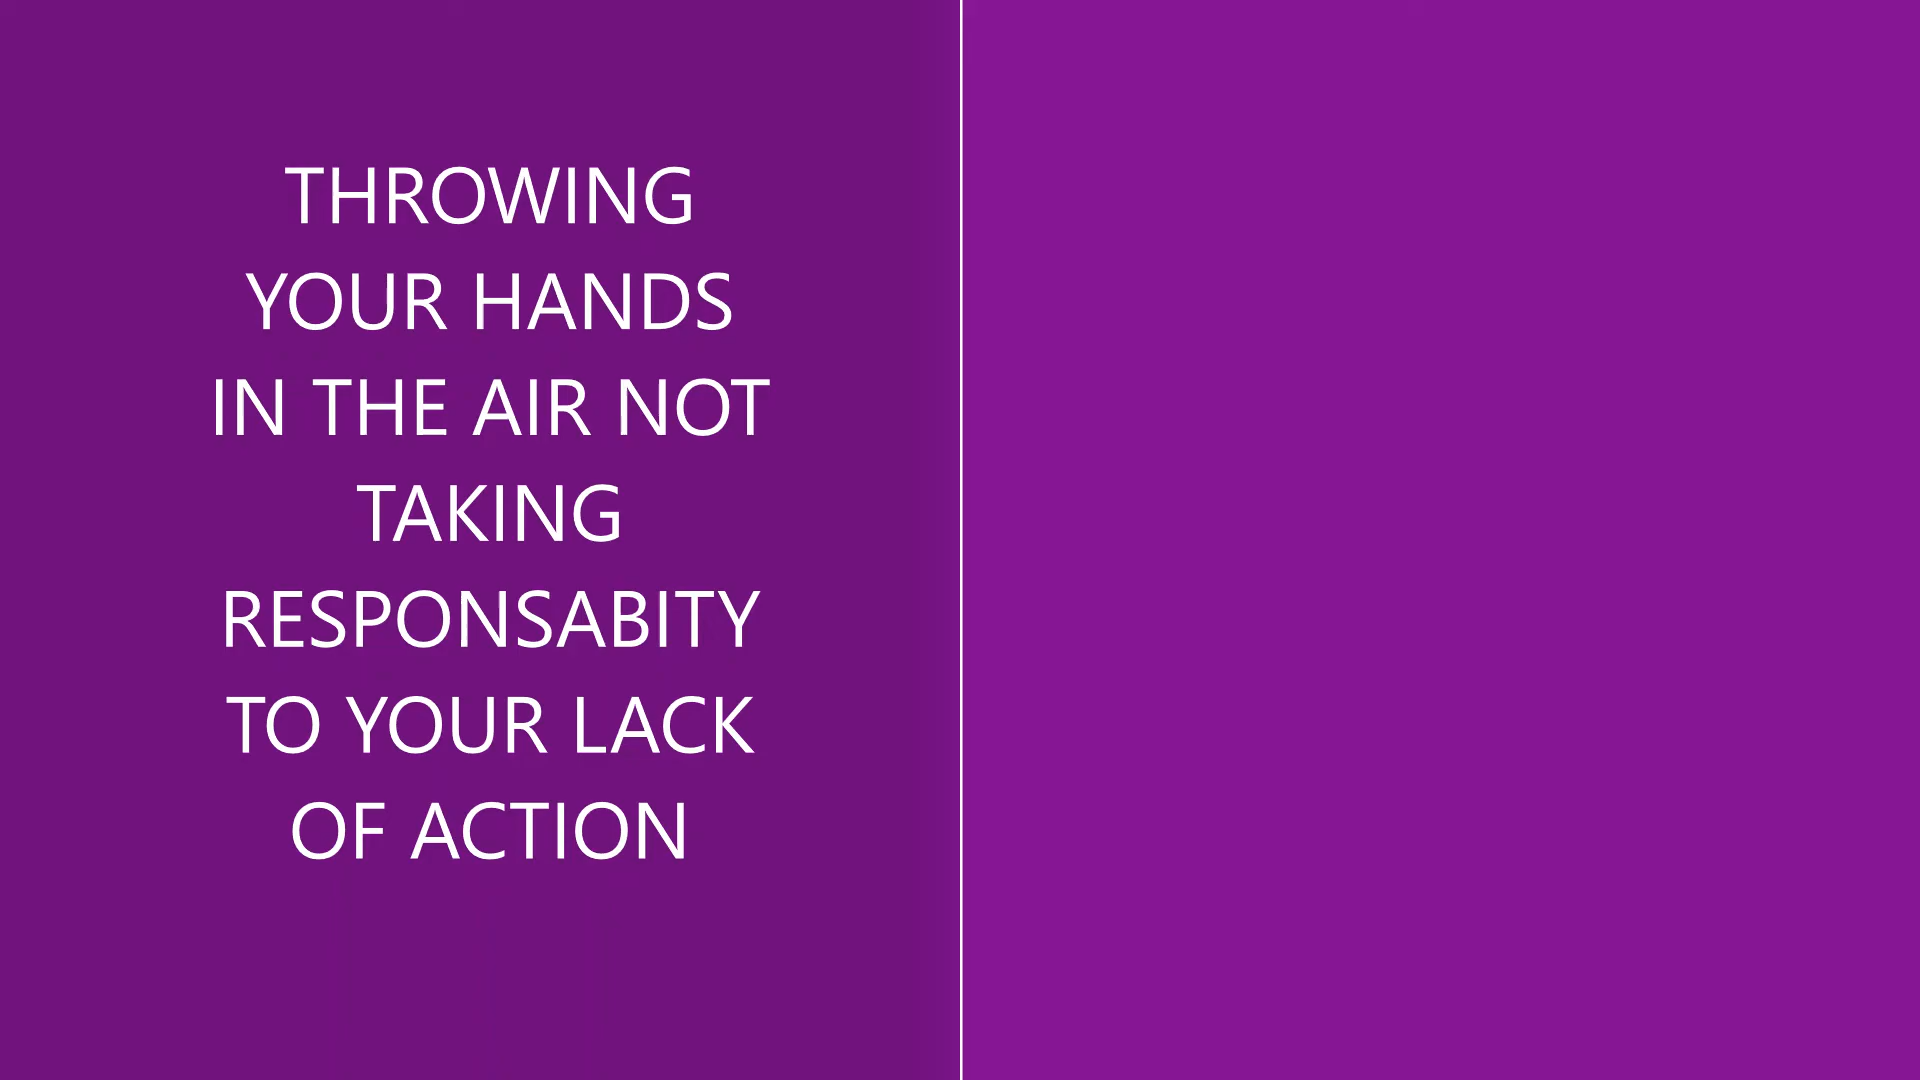 THROWING
YOUR HANDS
IN THE AIR NOT
TAKING
RESPONSABITY
TO YOUR LACK
OF ACTION